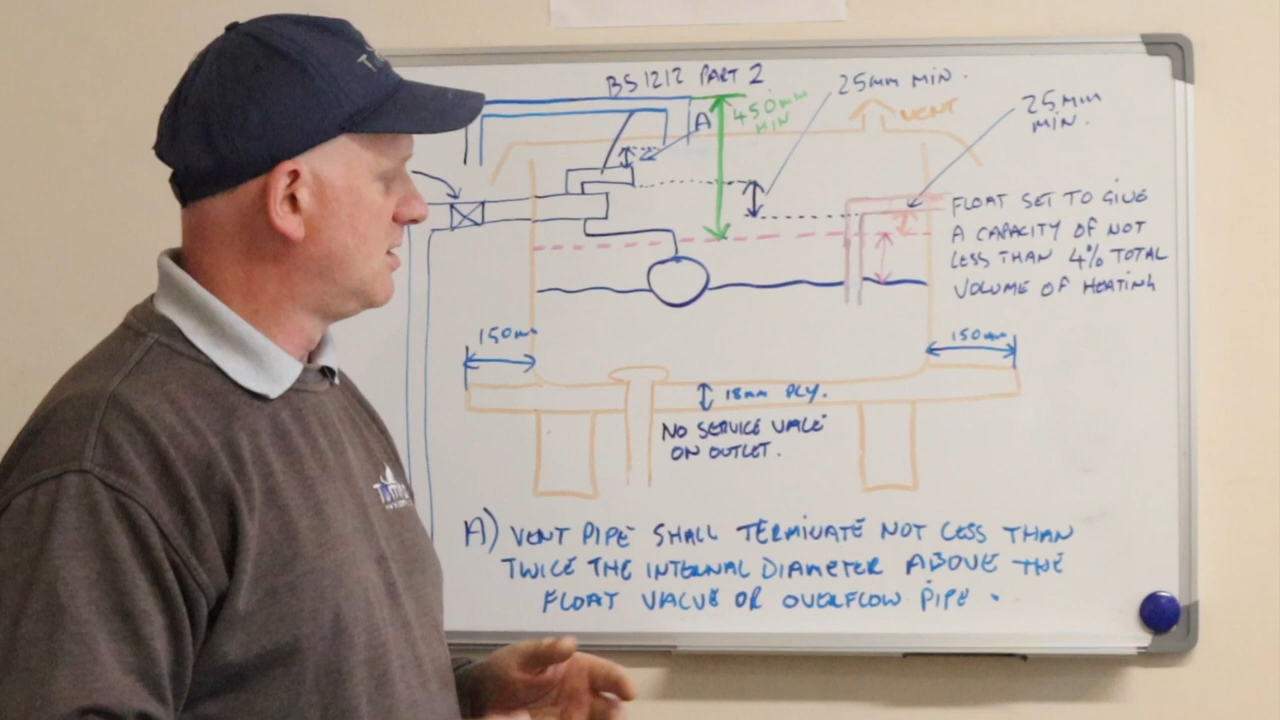 BS1212 PART 2
25mm MIN.
450mm
MIN
A
VENT
25mm
MIN.
FLOAT SET TO GIVE
A CAPACITY OF NOT
LESS THAN 4% TOTAL
VOLUME OF HEATING
150mm
150mm
18mm PLY.
NO SERVICE VALVE
ON OUTLET.
A) VENT PIPE SHALL TERMINATE NOT LESS THAN
TWICE THE INTERNAL DIAMETER ABOVE THE
FLOAT VALVE OR OVERFLOW PIPE.